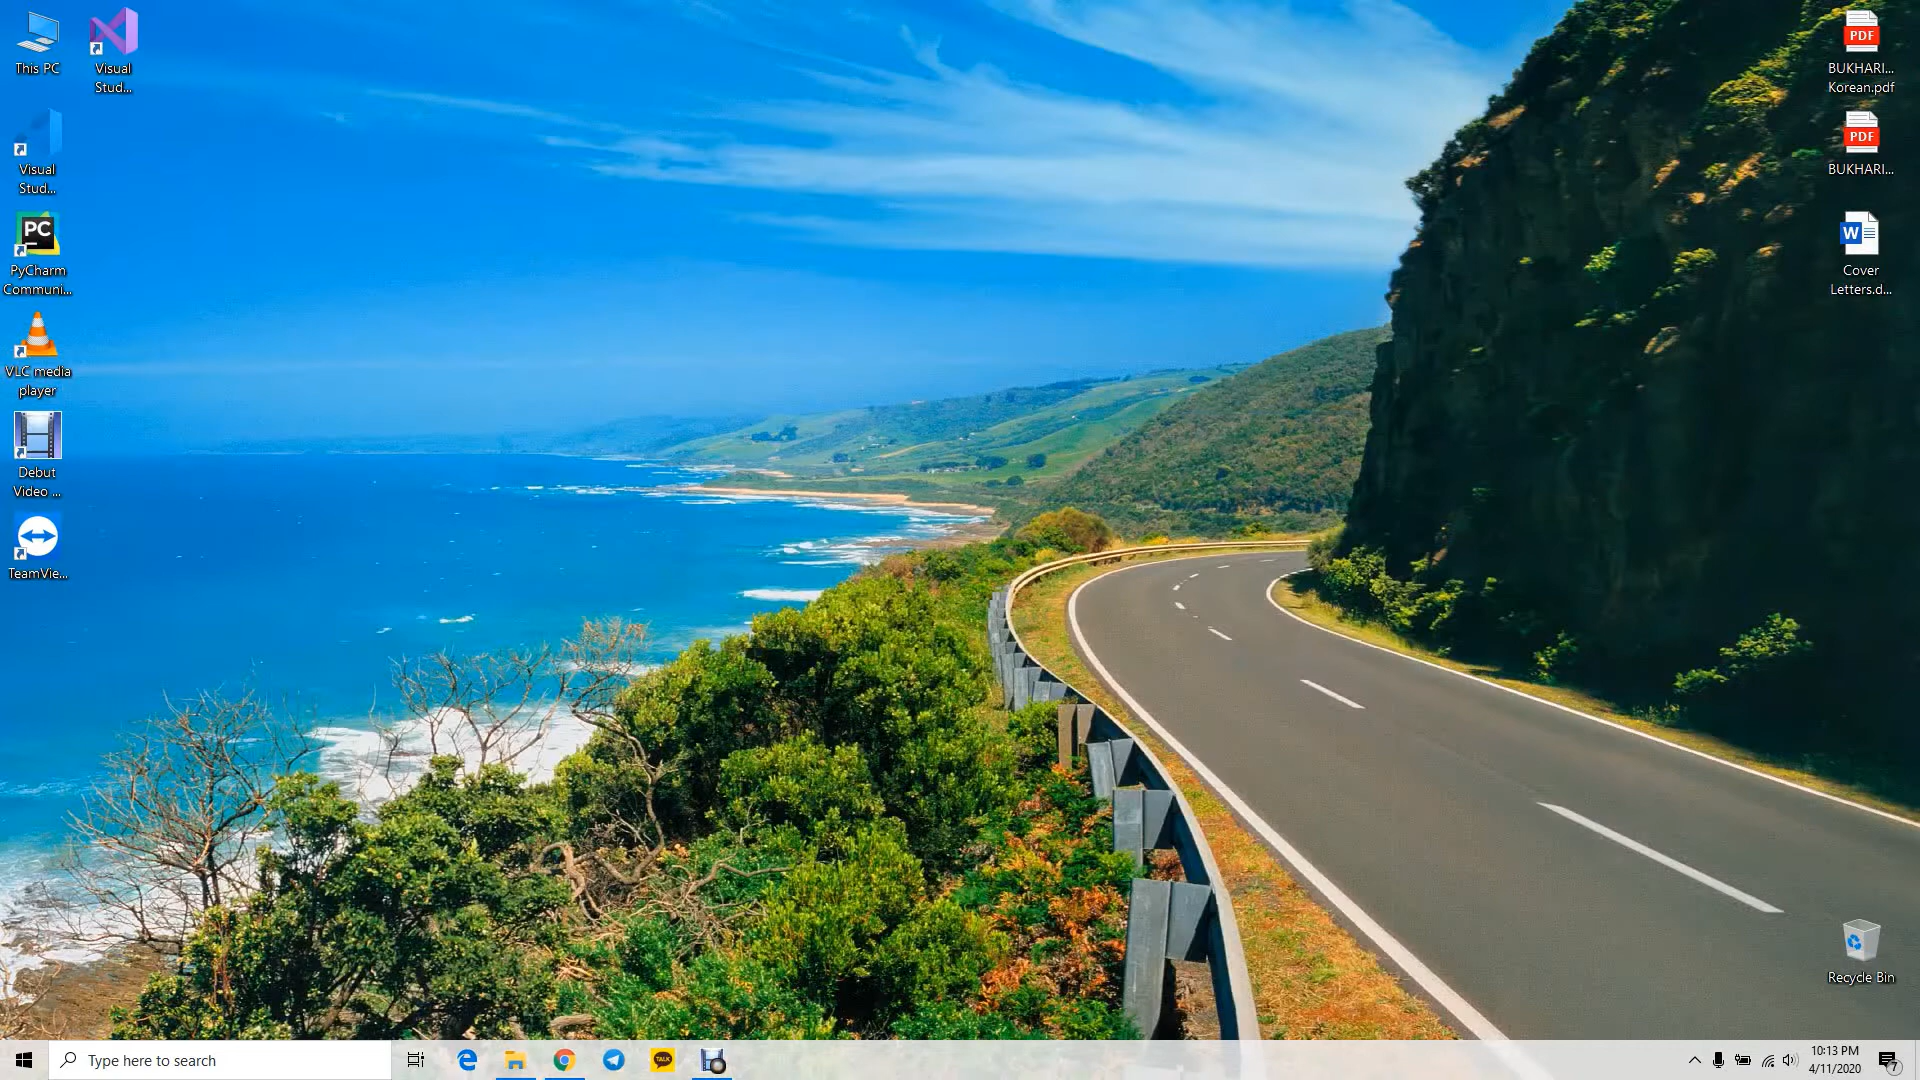 This PC
Visual
Stud...
Visual
Stud...
PC
PyCharm
Communi...
VLC media
player
Debut
Video ...
TeamVie...
PDF
BUKHARI...
Korean.pdf
PDF
BUKHARI...
W
Cover
Letters.d...
Recycle Bin
Type here to search
TALK
10:13 PM
4/11/2020
7